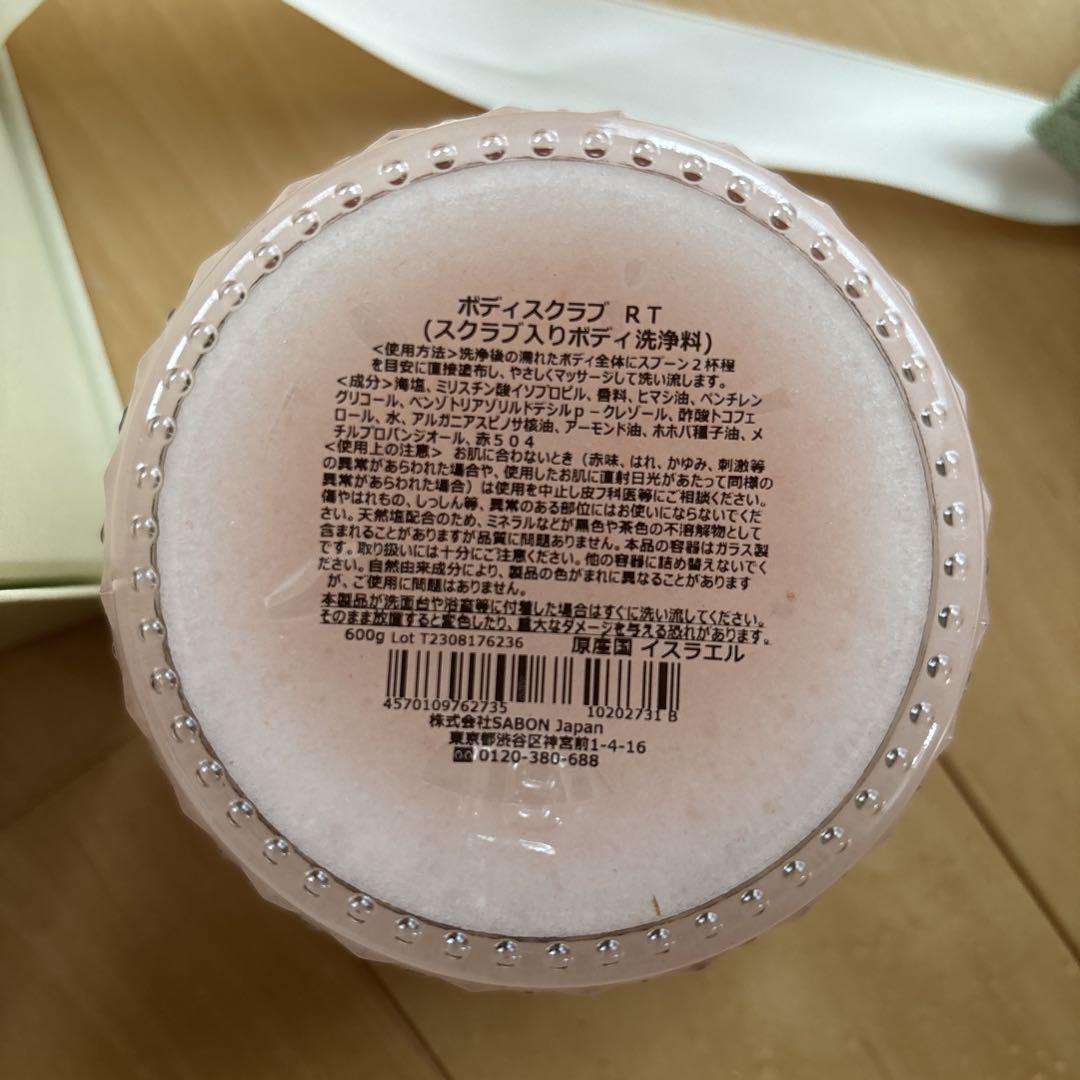 ボディスクラブ RT
(スクラブ入りボディ洗浄料)
<使用方法>洗浄後の濡れたボディ全体にスプーン2杯程
を目安に直接塗布し、やさしくマッサージして洗い流します。
<成分>海塩、ミリスチン酸イソプロピル、香料、ヒマシ油、ペンチレン
グリコール、ベンゾトリアゾリルドデシルp-クレゾール、酢酸トコフェ
ロール、水、アルガニアスピノサ核油、アーモンド油、ホホバ種子油、メ
チルプロパンジオール、赤504
<使用上の注意> お肌に合わないとき(赤味、はれ、かゆみ、刺激等
の異常があらわれた場合や、使用したお肌に直射日光があたって同様の
異常があらわれた場合)は使用を中止し皮フ科医等にご相談ください。
傷やはれもの、しっしん等、異常のある部位にはお使いにならないでくだ
さい。天然塩配合のため、ミネラルなどが黒色や茶色の不溶解物として
含まれることがありますが品質に問題ありません。本品の容器はガラス製
です。取り扱いには十分にご注意ください。他の容器に詰め替えないでく
ださい。自然由来成分により、製品の色がまれに異なることがあります
が、ご使用に問題はありません。
本製品が洗面台や浴室等に付着した場合はすぐに洗い流してください。
そのまま放置すると変色したり、重大なダメージを与える恐れがあります。
600g Lot T2308176236 原産国 イスラエル
4570109762735 10202731 B
株式会社SABON Japan
東京都渋谷区神宮前1-4-16
0120-380-688